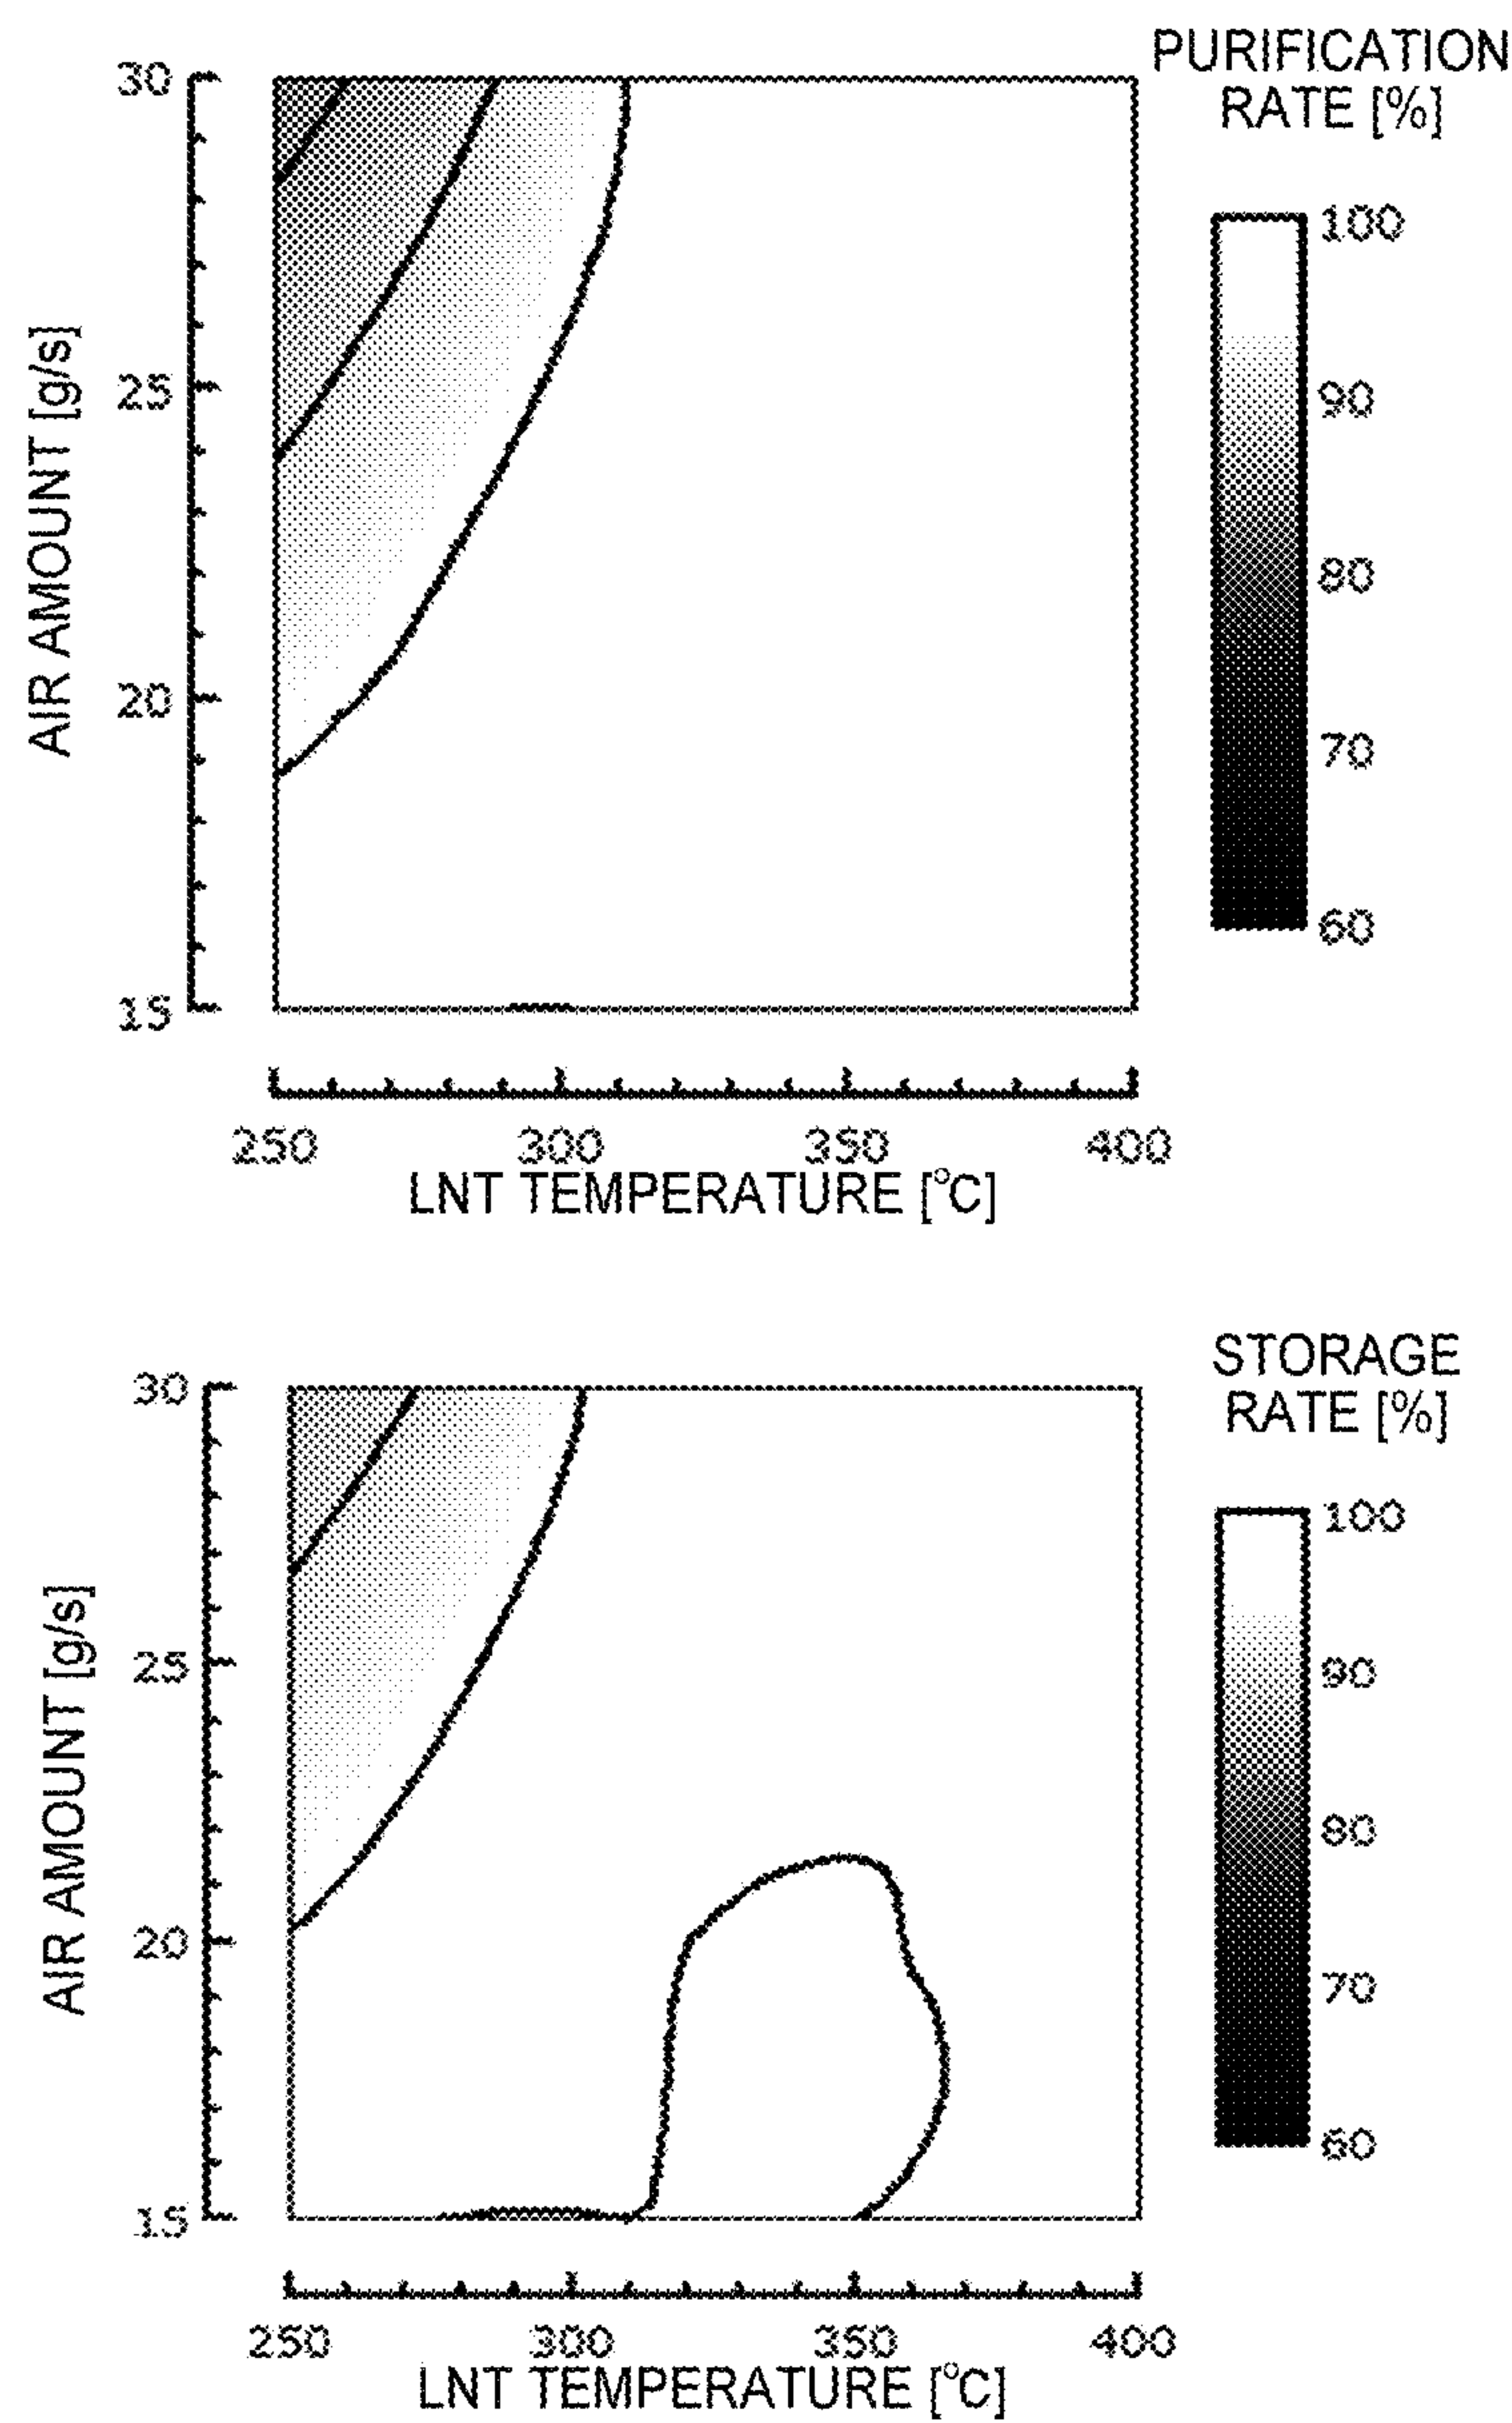 PURIFICATION
RATE [%]
30
25
20
15
AIR AMOUNT [g/s]
100
90
80
70
60
250 300 350 400
LNT TEMPERATURE [°C]
STORAGE
RATE [%]
30
25
20
15
AIR AMOUNT [g/s]
100
90
80
70
60
250 300 350 400
LNT TEMPERATURE [°C]